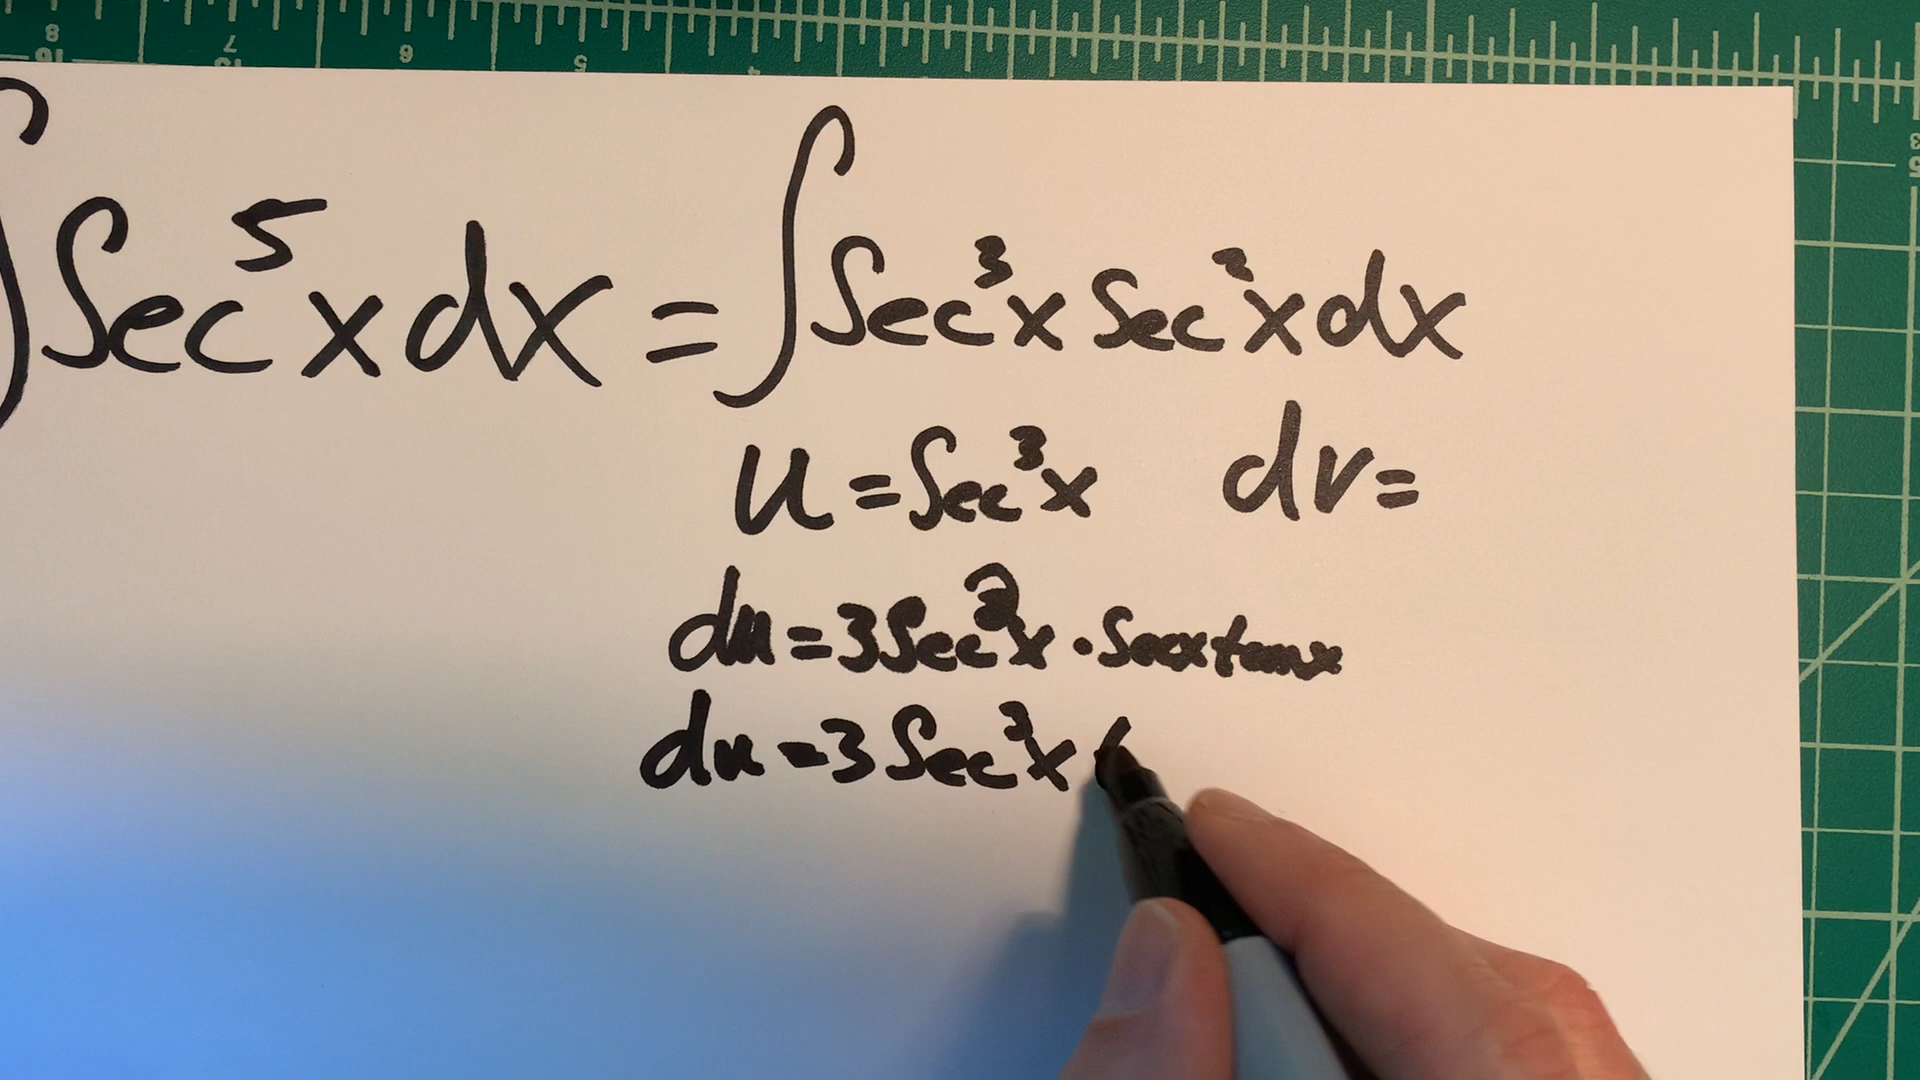 ∫Sec⁵x dx = ∫Sec³x Sec²x dx
u = Sec³x dv =
du = 3Sec²x · Secx tanx
du = 3 Sec³x